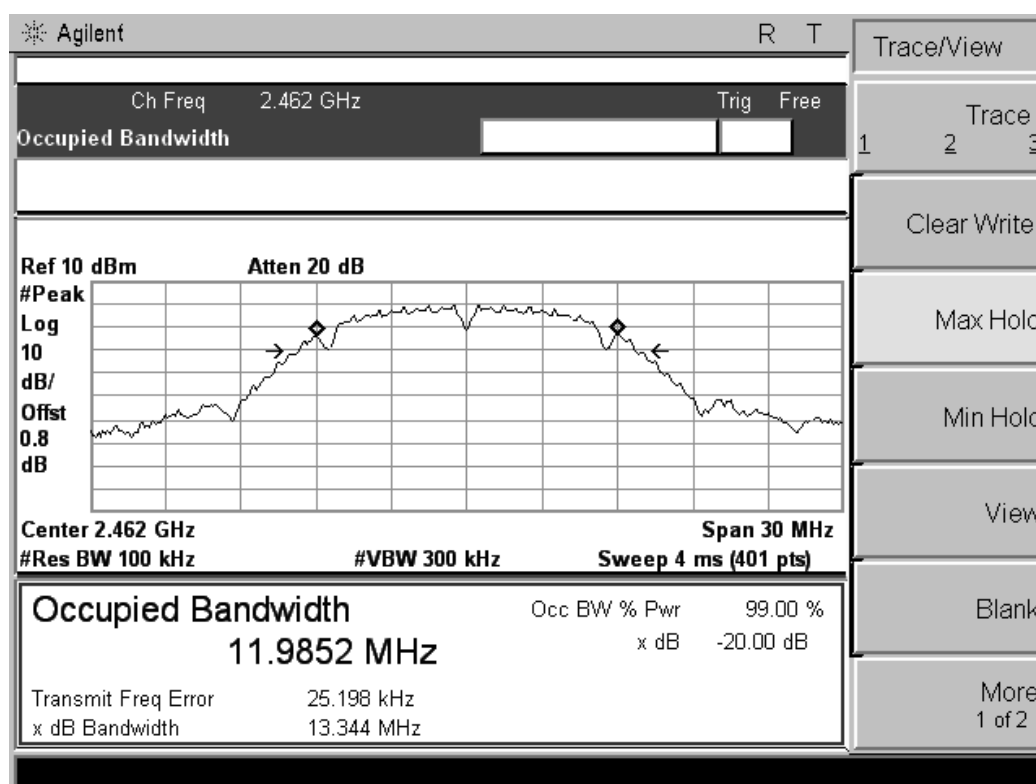 Agilent R T
Ch Freq 2.462 GHz Trig Free
Occupied Bandwidth
Ref 10 dBm Atten 20 dB
#Peak
Log
10
dB/
Offst
0.8
dB
Center 2.462 GHz Span 30 MHz
#Res BW 100 kHz #VBW 300 kHz Sweep 4 ms (401 pts)
Occupied Bandwidth
11.9852 MHz
Occ BW % Pwr 99.00 %
x dB -20.00 dB
Transmit Freq Error 25.198 kHz
x dB Bandwidth 13.344 MHz
Trace/View
Trace
1 2 3
Clear Write
Max Hold
Min Hold
View
Blank
More
1 of 2